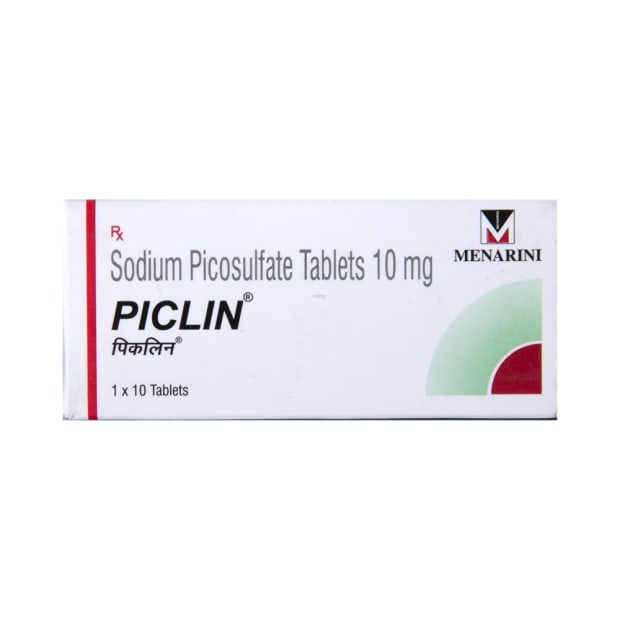 Rx
Sodium Picosulfate Tablets 10 mg
PICLIN®
पिकलिन®
1 x 10 Tablets
MENARINI